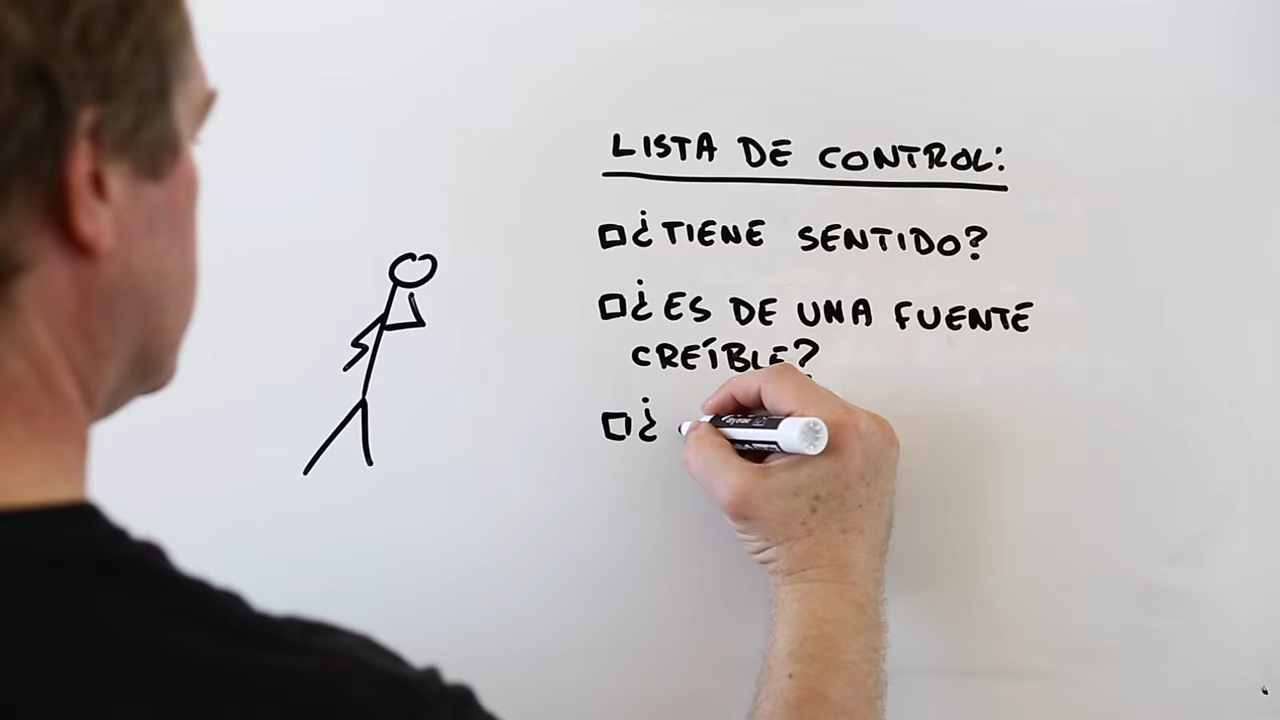 LISTA DE CONTROL:
¿TIENE SENTIDO?
¿ES DE UNA FUENTE
CREÍBLE?
¿